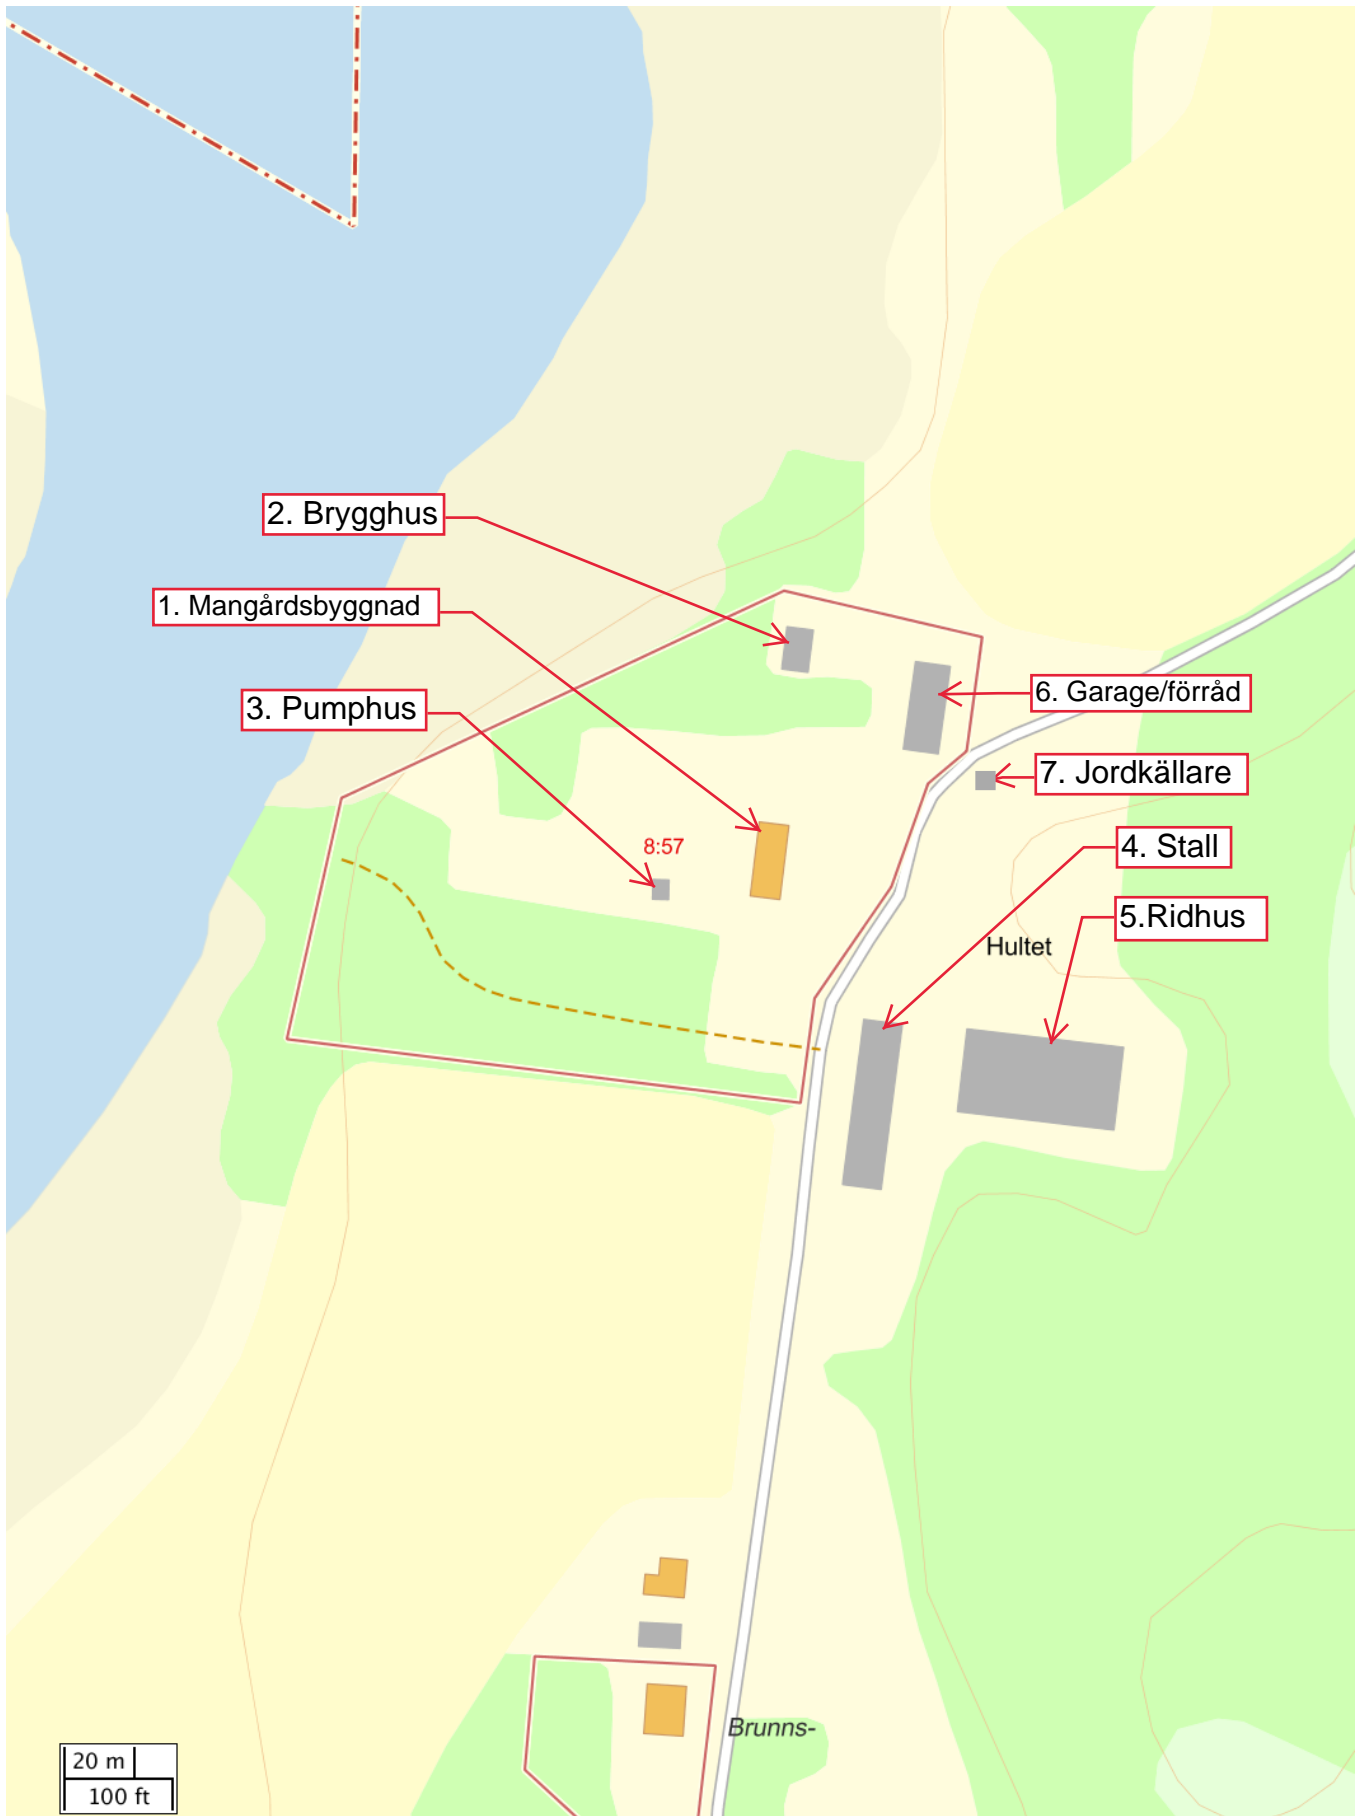 2. Brygghus
1. Mangårdsbyggnad
3. Pumphus
6. Garage/förråd
7. Jordkällare
8:57
4. Stall
5.Ridhus
Hultet
Brunns-
20 m
100 ft